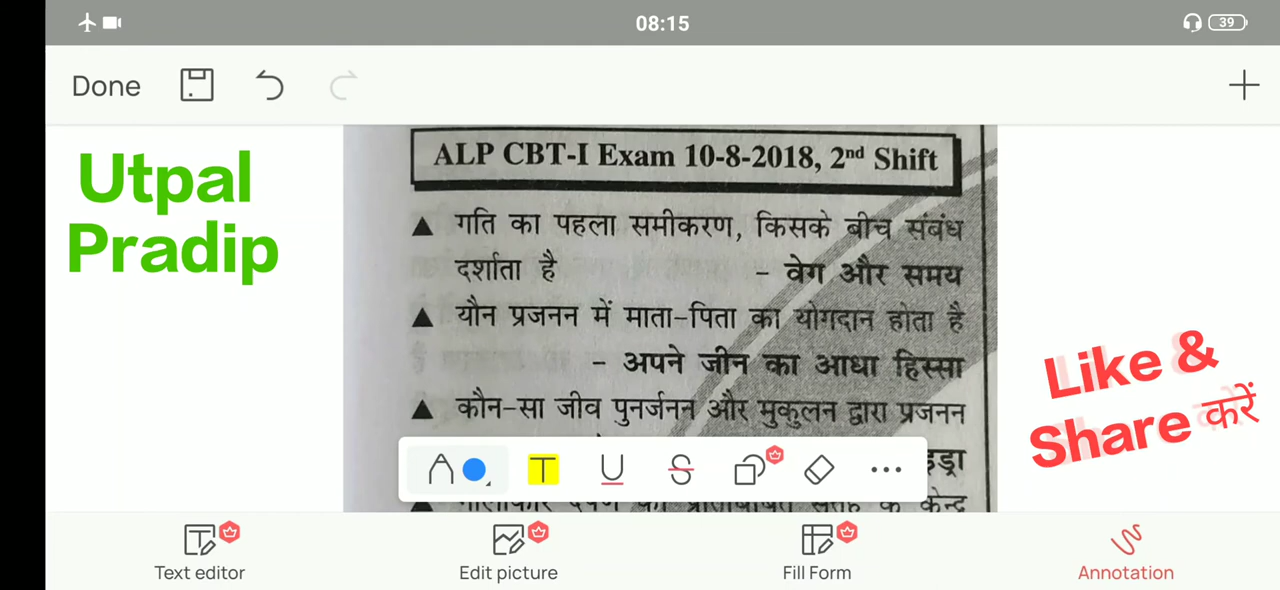 08:15
39
Done
Utpal
Pradip
ALP CBT-I Exam 10-8-2018, 2nd Shift
▲ गति का पहला समीकरण, किसके बीच संबंध
दर्शाता है - वेग और समय
▲ यौन प्रजनन में माता-पिता का योगदान होता है
- अपने जीन का आधा हिस्सा
▲ कौन-सा जीव पुनर्जनन और मुकुलन द्वारा प्रजनन
के केन्द्र
Like &
Share करें
T
U
S
Text editor
Edit picture
Fill Form
Annotation